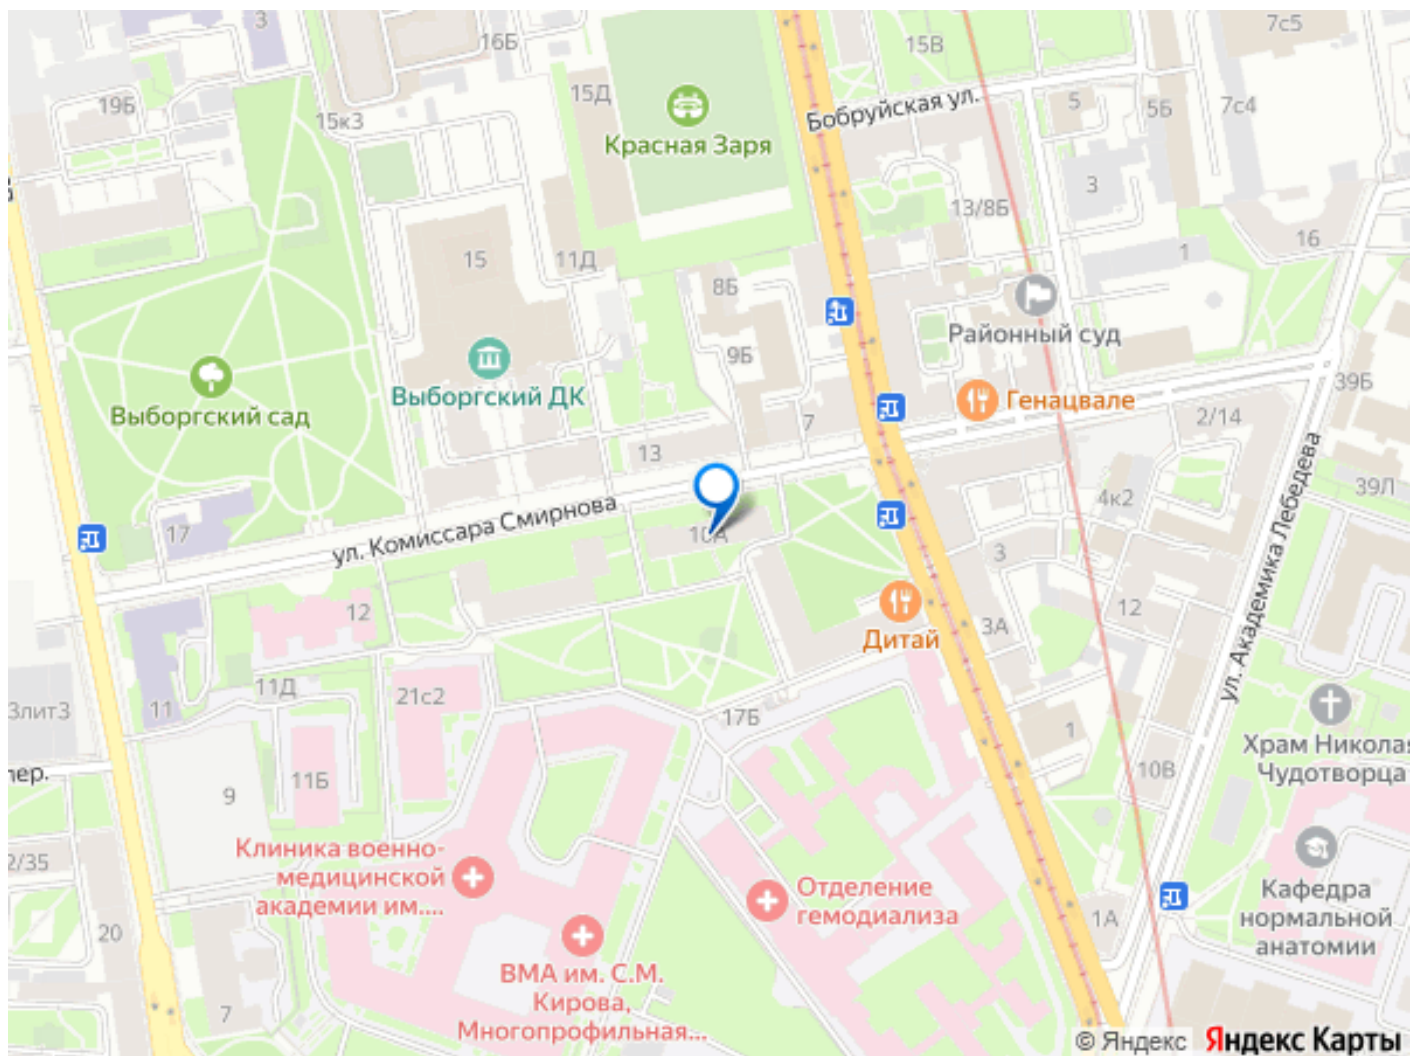 3
7с5
16Б
15В
15Д
19Б
15к3
Красная Заря
Бобруйская ул.
5
5Б
7с4
3
13/8Б
16
1
15
11Д
8Б
Районный суд
9Б
Выборгский ДК
Выборгский сад
Генацвале
39Б
2/14
7
13
4к2
39Л
ул. Комиссара Смирнова
17
10А
3
12
12
Дитай
3А
ул. Академика Лебедева
11Д
21с2
11
3лит3
17Б
1
Храм Николая
Чудотворца
пер.
11Б
9
10В
Клиника военно-
медицинской
академии им....
2/35
Отделение
гемодиализа
Кафедра
нормальной
анатомии
1А
20
ВМА им. С.М.
Кирова,
Многопрофильная...
7
© Яндекс Яндекс Карты